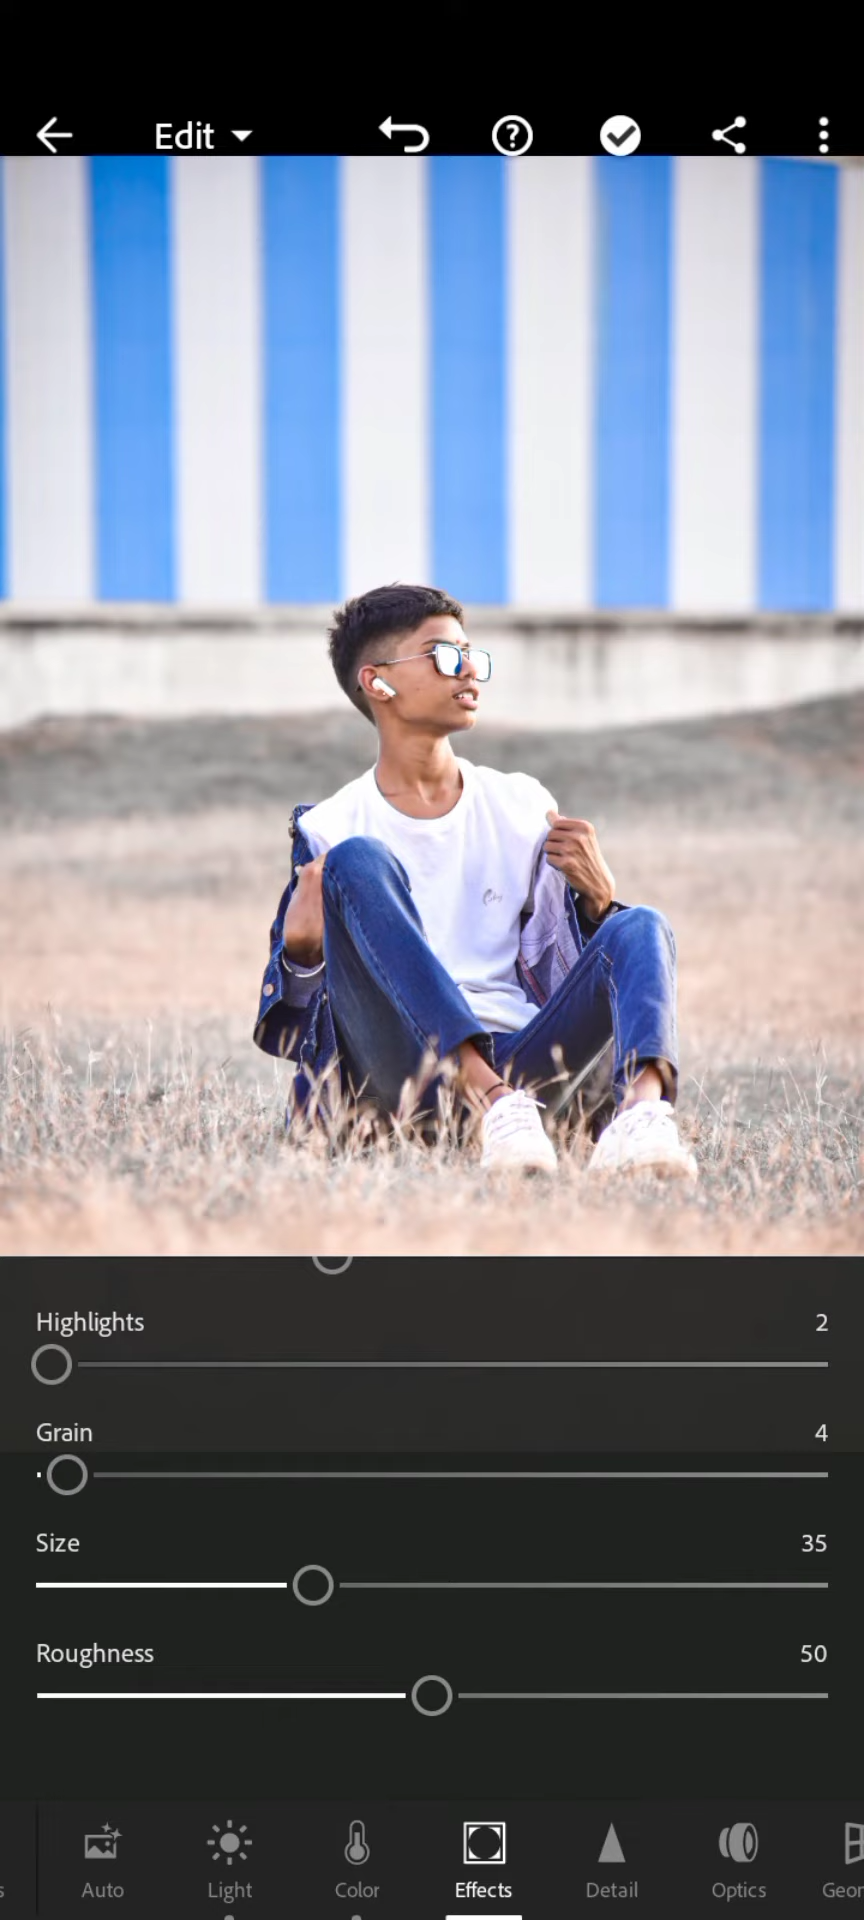 Edit
Highlights 2
Grain 4
Size 35
Roughness 50
Auto Light Color Effects Detail Optics